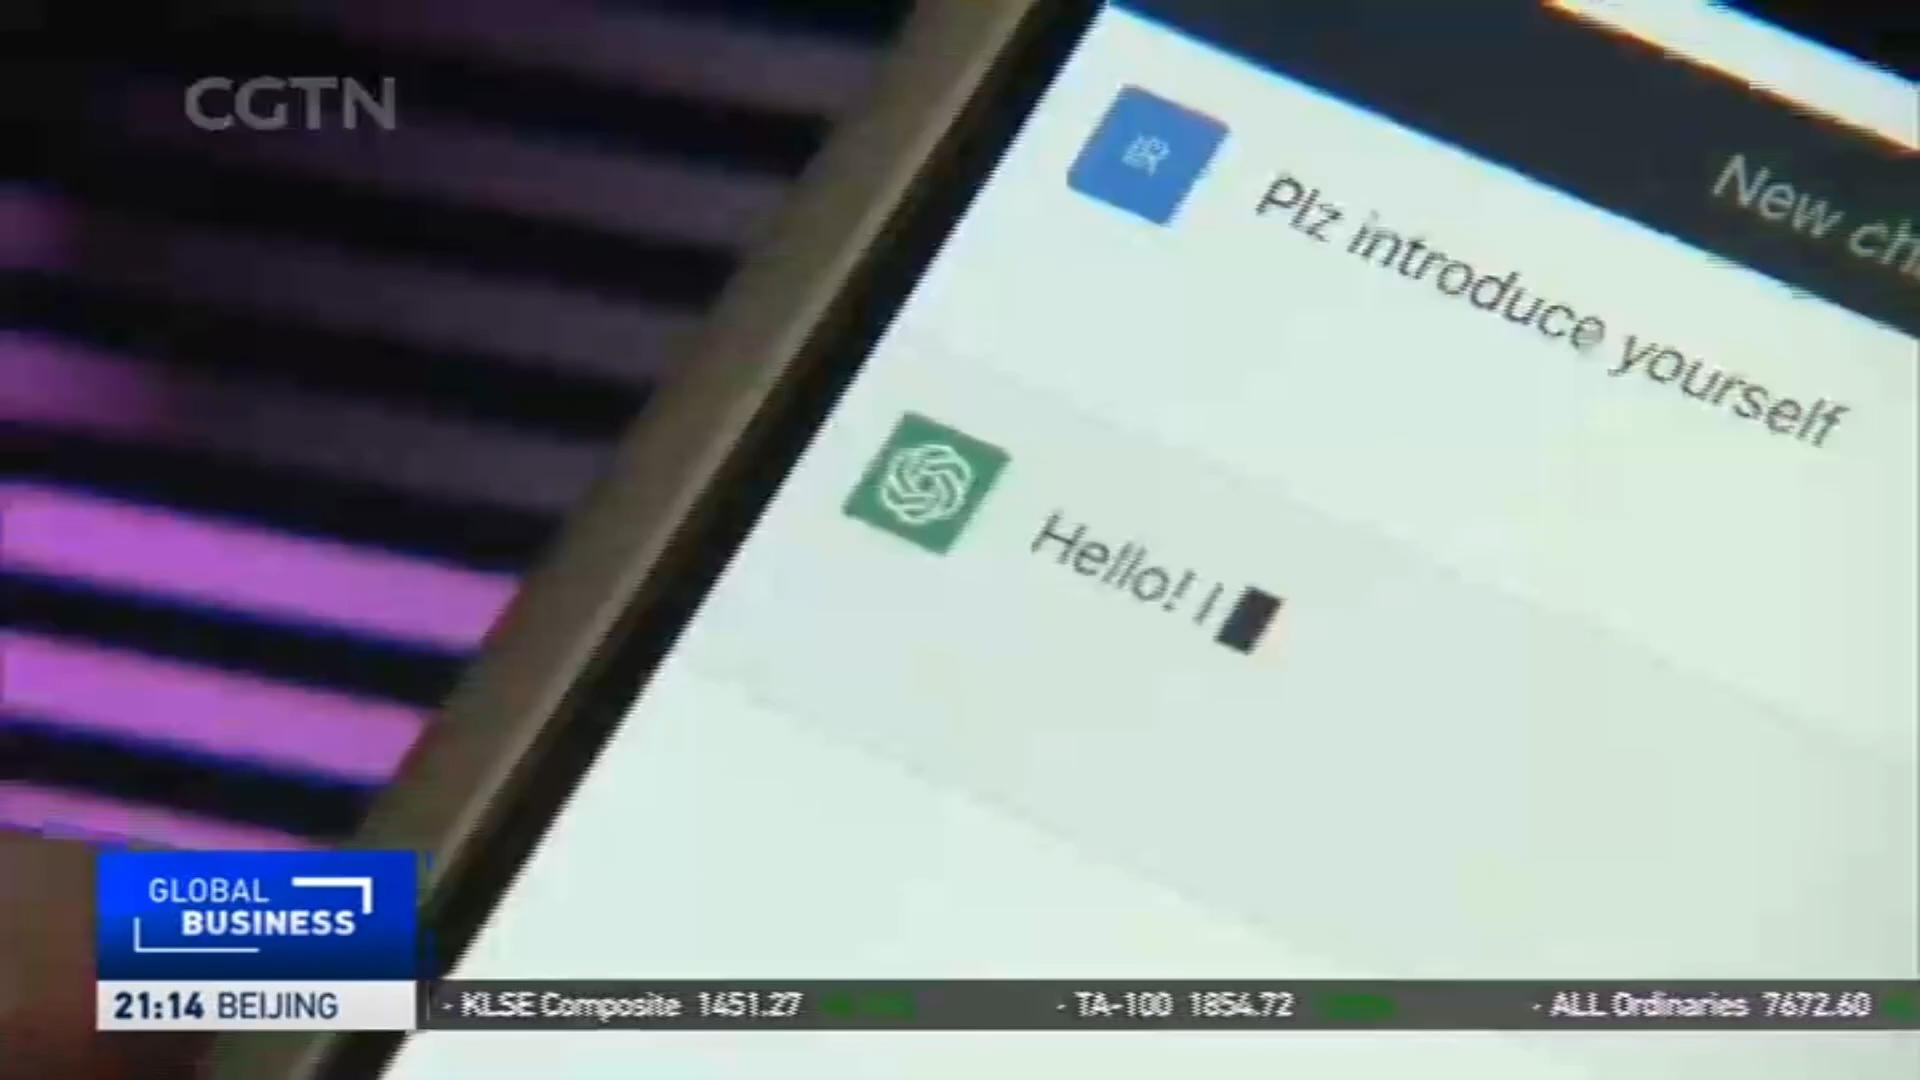 CGTN
New ch
Plz introduce yourself
Hello! I
GLOBAL
BUSINESS
21:14 BEIJING
- KLSE Composite 1451.27
- TA-100 1854.72
- ALL Ordinaries 7672.60